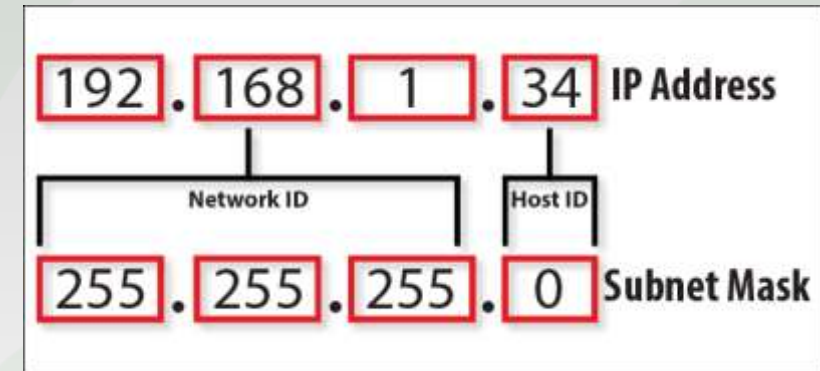 192 . 168 . 1 . 34 IP Address
Network ID Host ID
255 . 255 . 255 . 0 Subnet Mask